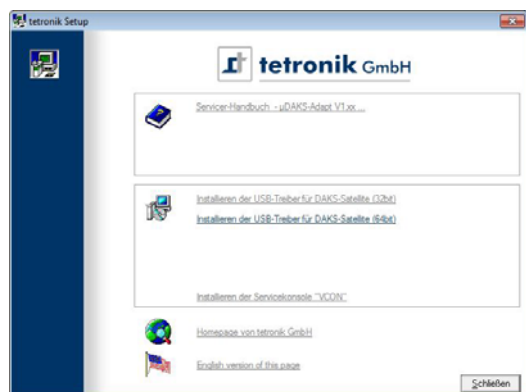 tetronik Setup
tetronik GmbH
Servicer-Handbuch - µDAKS-Adapt V1.xx ...
Installieren der USB-Treiber für DAKS-Satellite (32bit)
Installieren der USB-Treiber für DAKS-Satellite (64bit)
Installieren der Servicekonsole "VCON"
Homepage von tetronik GmbH
English version of this page
Schließen